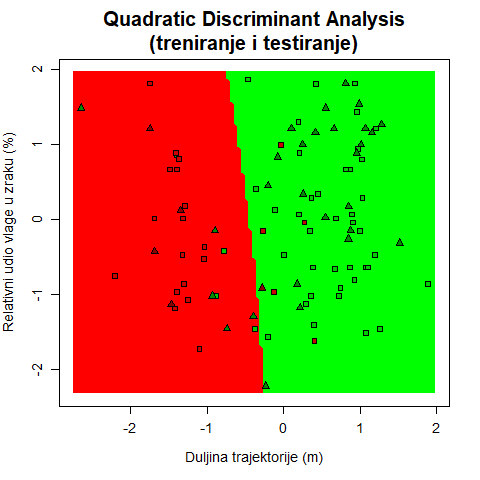 Quadratic Discriminant Analysis
(treniranje i testiranje)
Relativni udio vlage u zraku (%)
2
1
0
-1
-2
-2
-1
0
1
2
Duljina trajektorije (m)